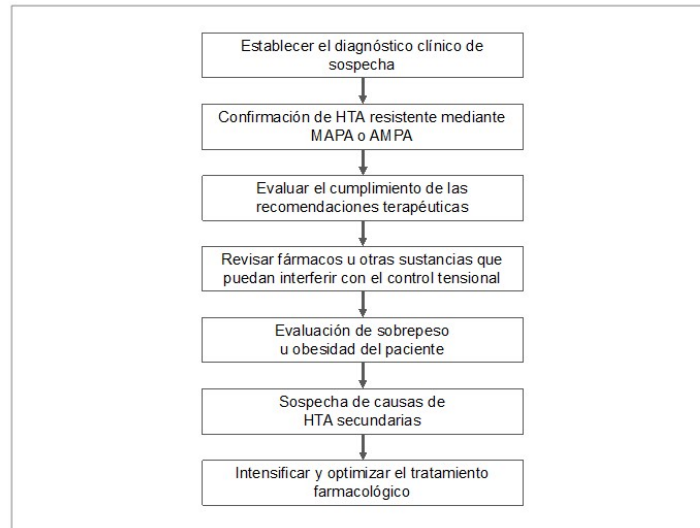 Establecer el diagnóstico clínico de
sospecha
Confirmación de HTA resistente mediante
MAPA o AMPA
Evaluar el cumplimiento de las
recomendaciones terapéuticas
Revisar fármacos u otras sustancias que
puedan interferir con el control tensional
Evaluación de sobrepeso
u obesidad del paciente
Sospecha de causas de
HTA secundarias
Intensificar y optimizar el tratamiento
farmacológico